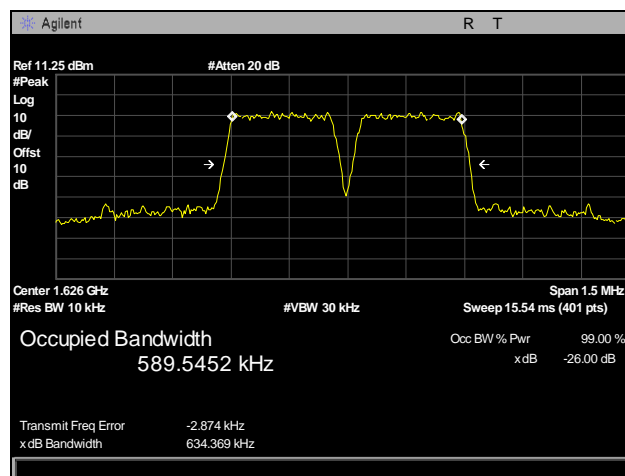 Agilent R T
Ref 11.25 dBm #Atten 20 dB
#Peak
Log
10
dB/
Offst
10
dB
Center 1.626 GHz Span 1.5 MHz
#Res BW 10 kHz #VBW 30 kHz Sweep 15.54 ms (401 pts)
Occupied Bandwidth Occ BW % Pwr 99.00 %
589.5452 kHz x dB -26.00 dB
Transmit Freq Error -2.874 kHz
x dB Bandwidth 634.369 kHz